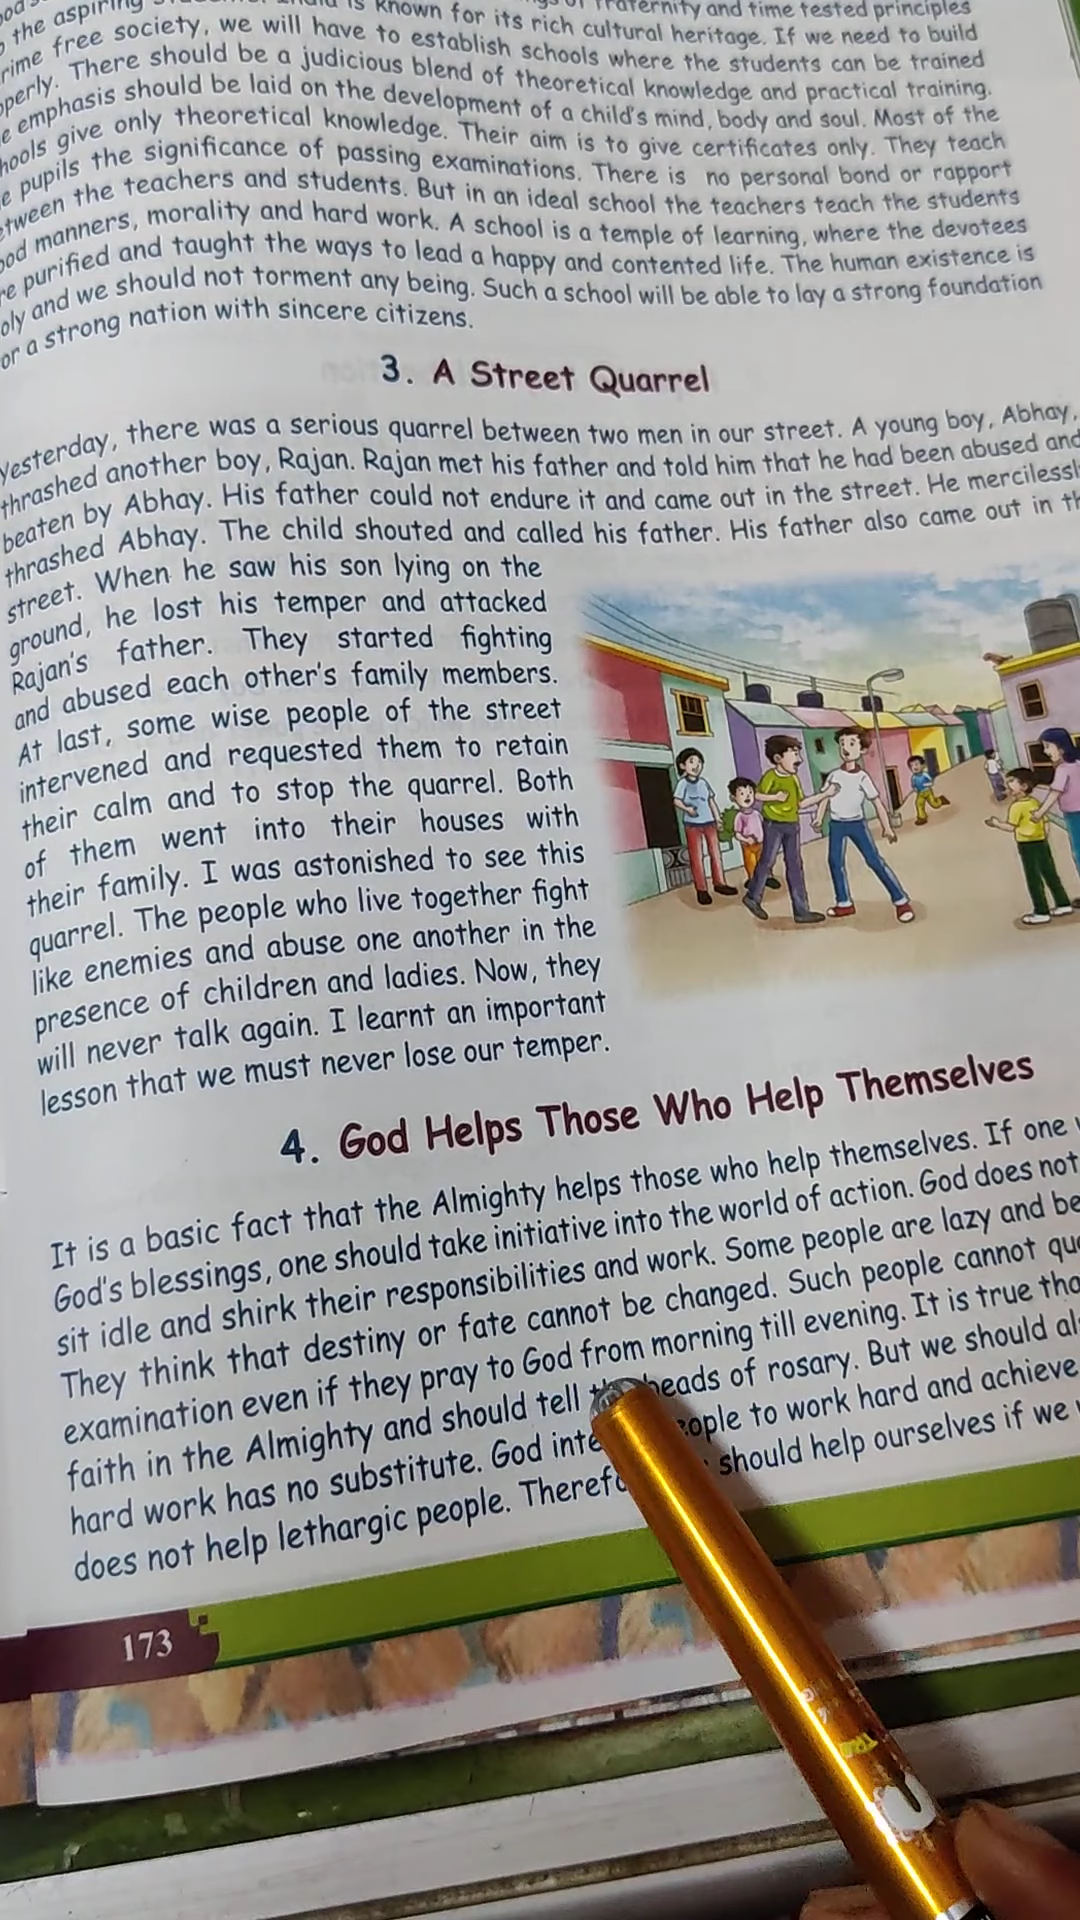 the aspiring
is known for its rich cultural heritage. If we need to build
free society, we will have to establish schools where the students can be trained
There should be a judicious blend of theoretical knowledge and practical training.
emphasis should be laid on the development of a child's mind, body and soul. Most of the
give only theoretical knowledge. Their aim is to give certificates only. They teach
pupils the significance of passing examinations. There is no personal bond or rapport
the teachers and students. But in an ideal school the teachers teach the students
manners, morality and hard work. A school is a temple of learning, where the devotees
purified and taught the ways to lead a happy and contented life. The human existence is
and we should not torment any being. Such a school will be able to lay a strong foundation
or a strong nation with sincere citizens.
3. A Street Quarrel
Yesterday, there was a serious quarrel between two men in our street. A young boy, Abhay,
thrashed another boy, Rajan. Rajan met his father and told him that he had been abused and
beaten by Abhay. His father could not endure it and came out in the street. He
thrashed Abhay. The child shouted and called his father. His father also came out in
street. When he saw his son lying on the
ground, he lost his temper and attacked
Rajan's father. They started fighting
and abused each other's family members.
At last, some wise people of the street
intervened and requested them to retain
their calm and to stop the quarrel. Both
of them went into their houses with
their family. I was astonished to see this
quarrel. The people who live together fight
like enemies and abuse one another in the
presence of children and ladies. Now, they
will never talk again. I learnt an important
lesson that we must never lose our temper.
4. God Helps Those Who Help Themselves
It is a basic fact that the Almighty helps those who help themselves. If one
God's blessings, one should take initiative into the world of action. God does not
sit idle and shirk their responsibilities and work. Some people are lazy and
They think that destiny or fate cannot be changed. Such people cannot
examination even if they pray to God from morning till evening. It is true
faith in the Almighty and should tell beads of rosary. But we should
hard work has no substitute. God to work hard and achieve
does not help lethargic people. should help ourselves if we
173